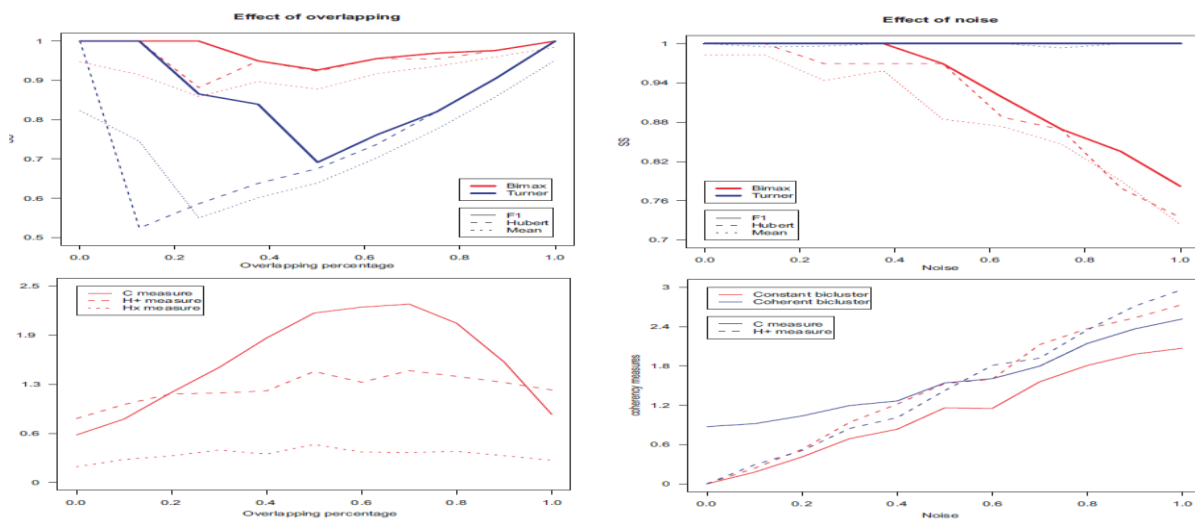 Effect of overlapping
1
0.9
0.8
0.7
0.6
0.5
Bimax
Turner
F1
Hubert
Mean
0.0 0.2 0.4 0.6 0.8 1.0
Overlapping percentage
Effect of noise
SS
1
0.94
0.88
0.82
0.76
0.7
Bimax
Turner
F1
Hubert
Mean
0.0 0.2 0.4 0.6 0.8 1.0
Noise
2.5
1.9
1.3
0.6
0
C measure
H+ measure
Hx measure
0.0 0.2 0.4 0.6 0.8 1.0
Overlapping percentage
coherency measures
3
2.4
1.8
1.2
0.6
0
Constant bicluster
Coherent bicluster
C measure
H+ measure
0.0 0.2 0.4 0.6 0.8 1.0
Noise